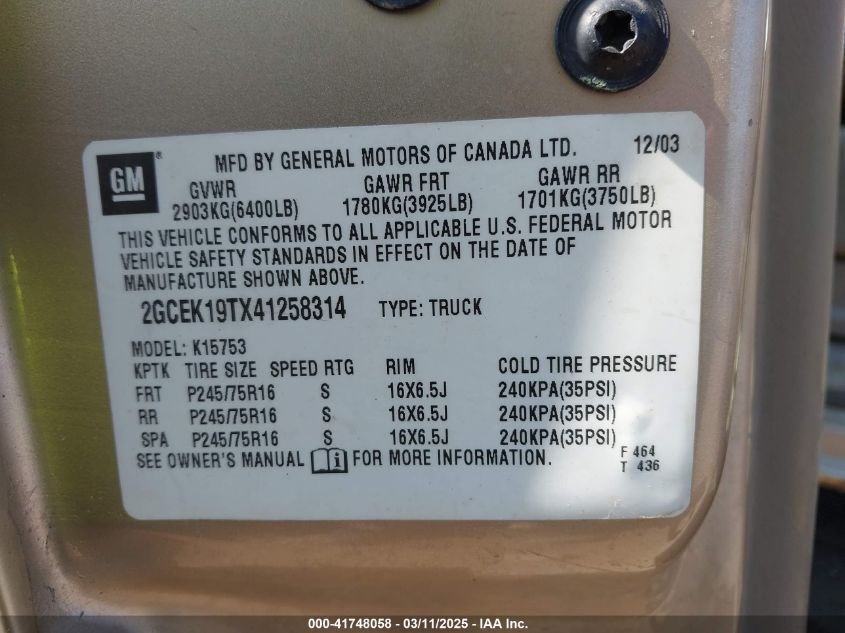 GM ®
MFD BY GENERAL MOTORS OF CANADA LTD. 12/03
GVWR GAWR FRT GAWR RR
2903KG(6400LB) 1780KG(3925LB) 1701KG(3750LB)
THIS VEHICLE CONFORMS TO ALL APPLICABLE U.S. FEDERAL MOTOR
VEHICLE SAFETY STANDARDS IN EFFECT ON THE DATE OF
MANUFACTURE SHOWN ABOVE.
2GCEK19TX41258314 TYPE: TRUCK
MODEL: K15753
KPTK TIRE SIZE SPEED RTG RIM COLD TIRE PRESSURE
FRT P245/75R16 S 16X6.5J 240KPA(35PSI)
RR P245/75R16 S 16X6.5J 240KPA(35PSI)
SPA P245/75R16 S 16X6.5J 240KPA(35PSI)
SEE OWNER'S MANUAL i FOR MORE INFORMATION.
F 464
T 436
000-41748058 - 03/11/2025 - IAA Inc.